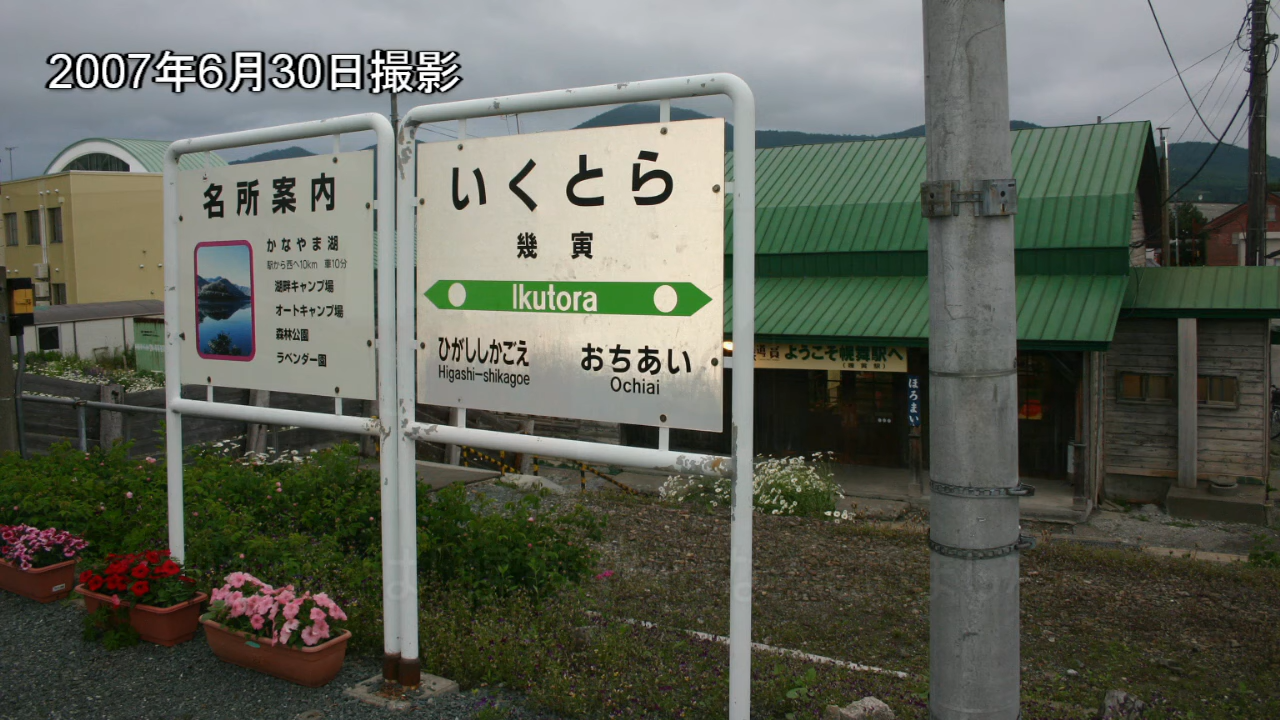 2007年6月30日撮影
名所案内
かなやま湖
駅から西へ10km 車10分
湖畔キャンプ場
オートキャンプ場
森林公園
ラベンダー園
いくとら
幾寅
Ikutora
ひがししかごえ
Higashi-shikagoe
おちあい
Ochiai
ようこそ幌舞駅へ
ほろまい